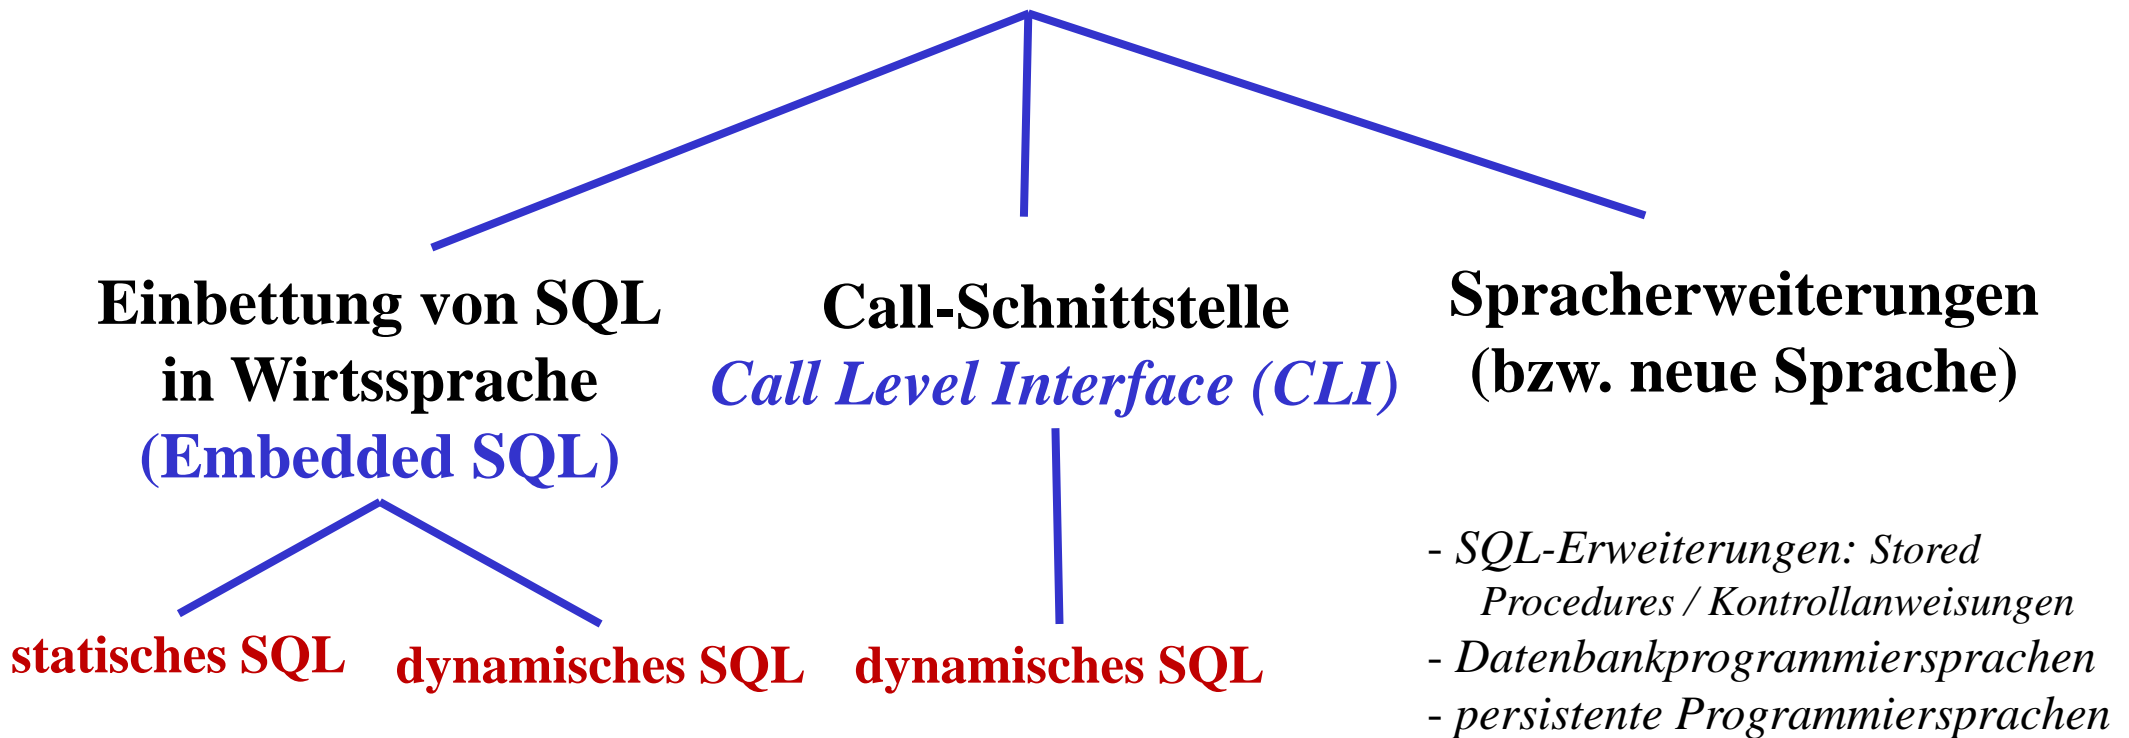 Einbettung von SQL
in Wirtssprache
(Embedded SQL)
Call-Schnittstelle
Call Level Interface (CLI)
Spracherweiterungen
(bzw. neue Sprache)
statisches SQL
dynamisches SQL
dynamisches SQL
- SQL-Erweiterungen: Stored
Procedures / Kontrollanweisungen
- Datenbankprogrammiersprachen
- persistente Programmiersprachen